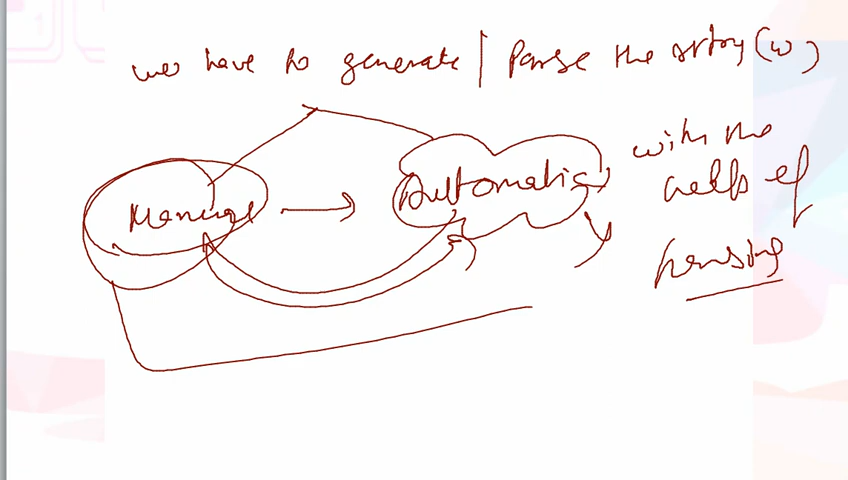 we have to generate | Parse the string (w)
Manual → Automatic
with the
help of
parsing